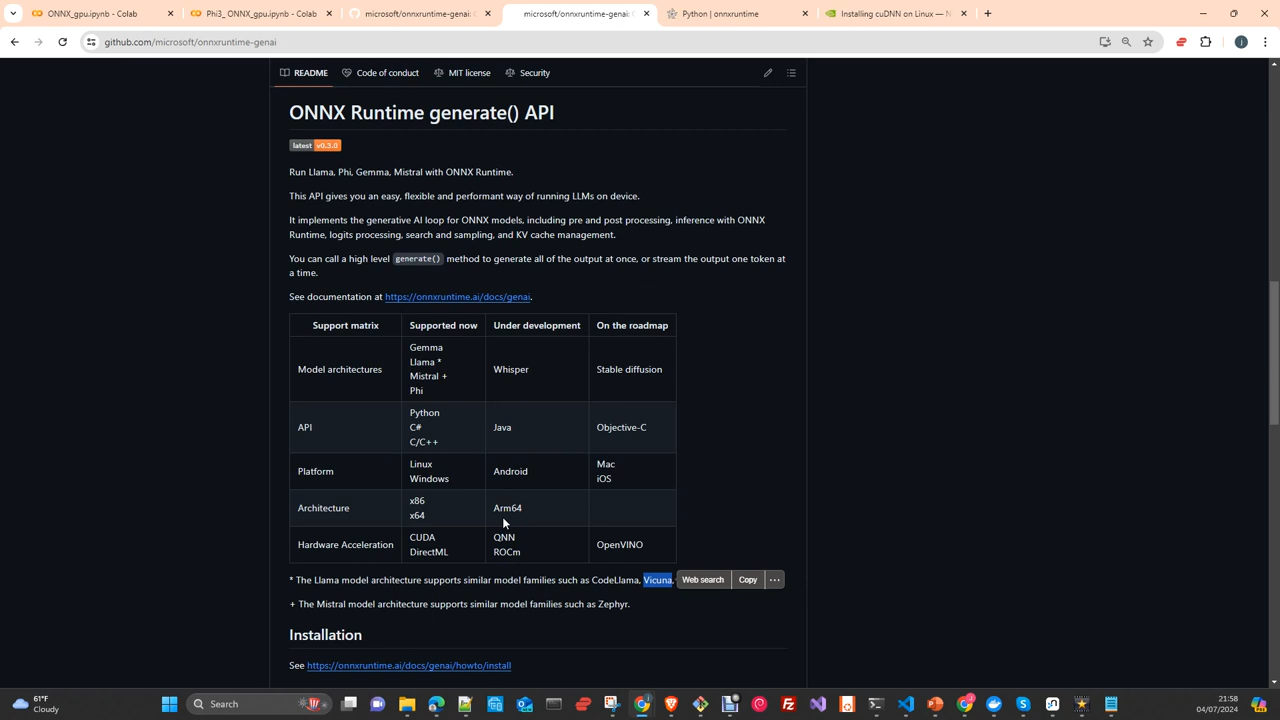 ONNX_gpu.ipynb - Colab
Phi3_ ONNX_gpu.ipynb - Colab
microsoft/onnxruntime-genai: G
microsoft/onnxruntime-genai: G
Python | onnxruntime
Installing cuDNN on Linux — N
github.com/microsoft/onnxruntime-genai
README
Code of conduct
MIT license
Security
ONNX Runtime generate() API
latest v0.3.0
Run Llama, Phi, Gemma, Mistral with ONNX Runtime.
This API gives you an easy, flexible and performant way of running LLMs on device.
It implements the generative AI loop for ONNX models, including pre and post processing, inference with ONNX
Runtime, logits processing, search and sampling, and KV cache management.
You can call a high level generate() method to generate all of the output at once, or stream the output one token at
a time.
See documentation at https://onnxruntime.ai/docs/genai.
Support matrix Supported now Under development On the roadmap
Model architectures
Gemma
Llama *
Mistral +
Phi
Whisper
Stable diffusion
API
Python
C#
C/C++
Java
Objective-C
Platform
Linux
Windows
Android
Mac
iOS
Architecture
x86
x64
Arm64
Hardware Acceleration
CUDA
DirectML
QNN
ROCm
OpenVINO
* The Llama model architecture supports similar model families such as CodeLlama, Vicuna,
Web search
Copy
+ The Mistral model architecture supports similar model families such as Zephyr.
Installation
See https://onnxruntime.ai/docs/genai/howto/install
61°F
Cloudy
Search
21:58
04/07/2024